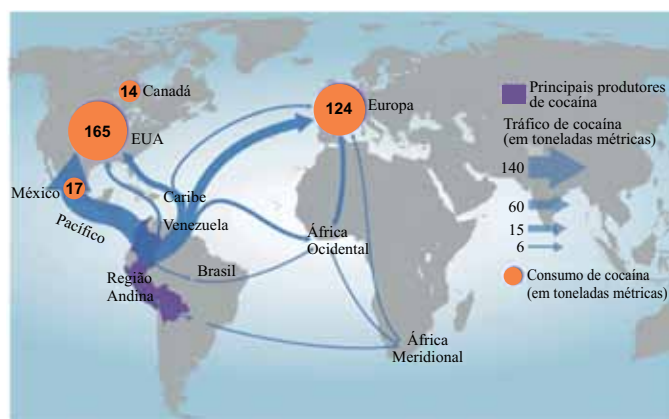 14 Canadá
165
EUA
México
17
Pacífico
Caribe
Venezuela
Região
Andina
Brasil
124
Europa
África
Ocidental
África
Meridional
Principais produtores
de cocaína
Tráfico de cocaína
(em toneladas métricas)
140
60
15
6
Consumo de cocaína
(em toneladas métricas)